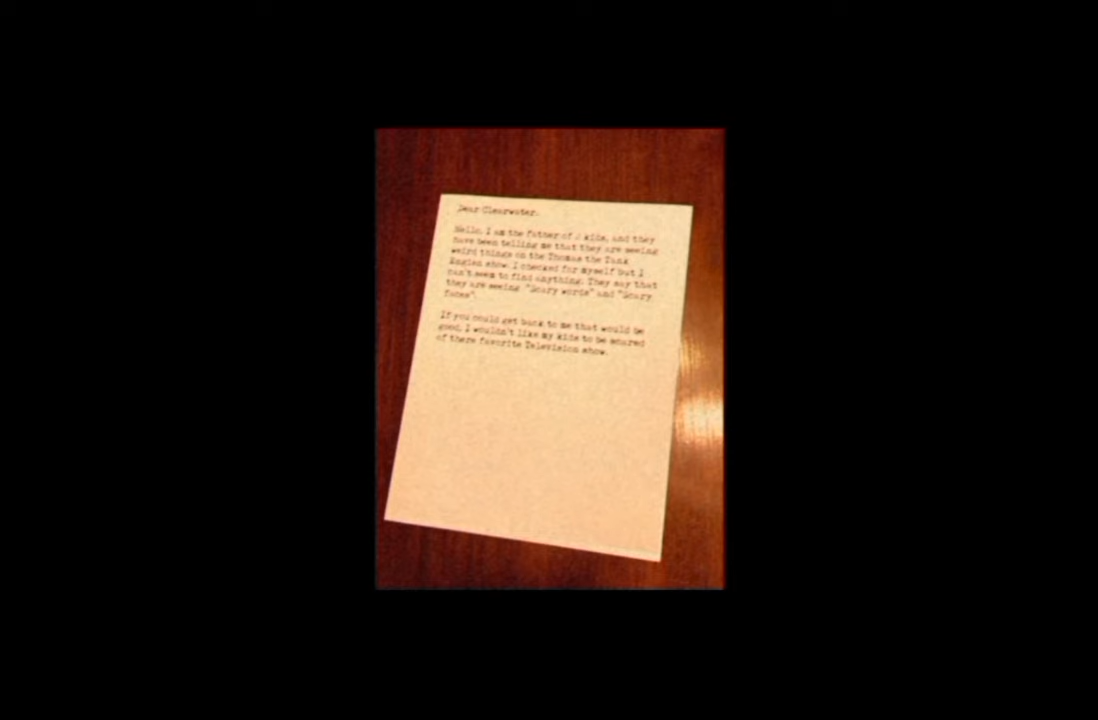 Dear Clearwater.
Hello, I am the father of kids, and they
have been telling me that they are seeing
weird things on the Thomas the Tank
Engien show. I checked for myself but I
can't seem to find anything. They say that
they are seeing "Scary words" and "Scary
faces".
If you could get back to me that would be
good, I wouldn't like my kids to be scared
of there favorite Television show.